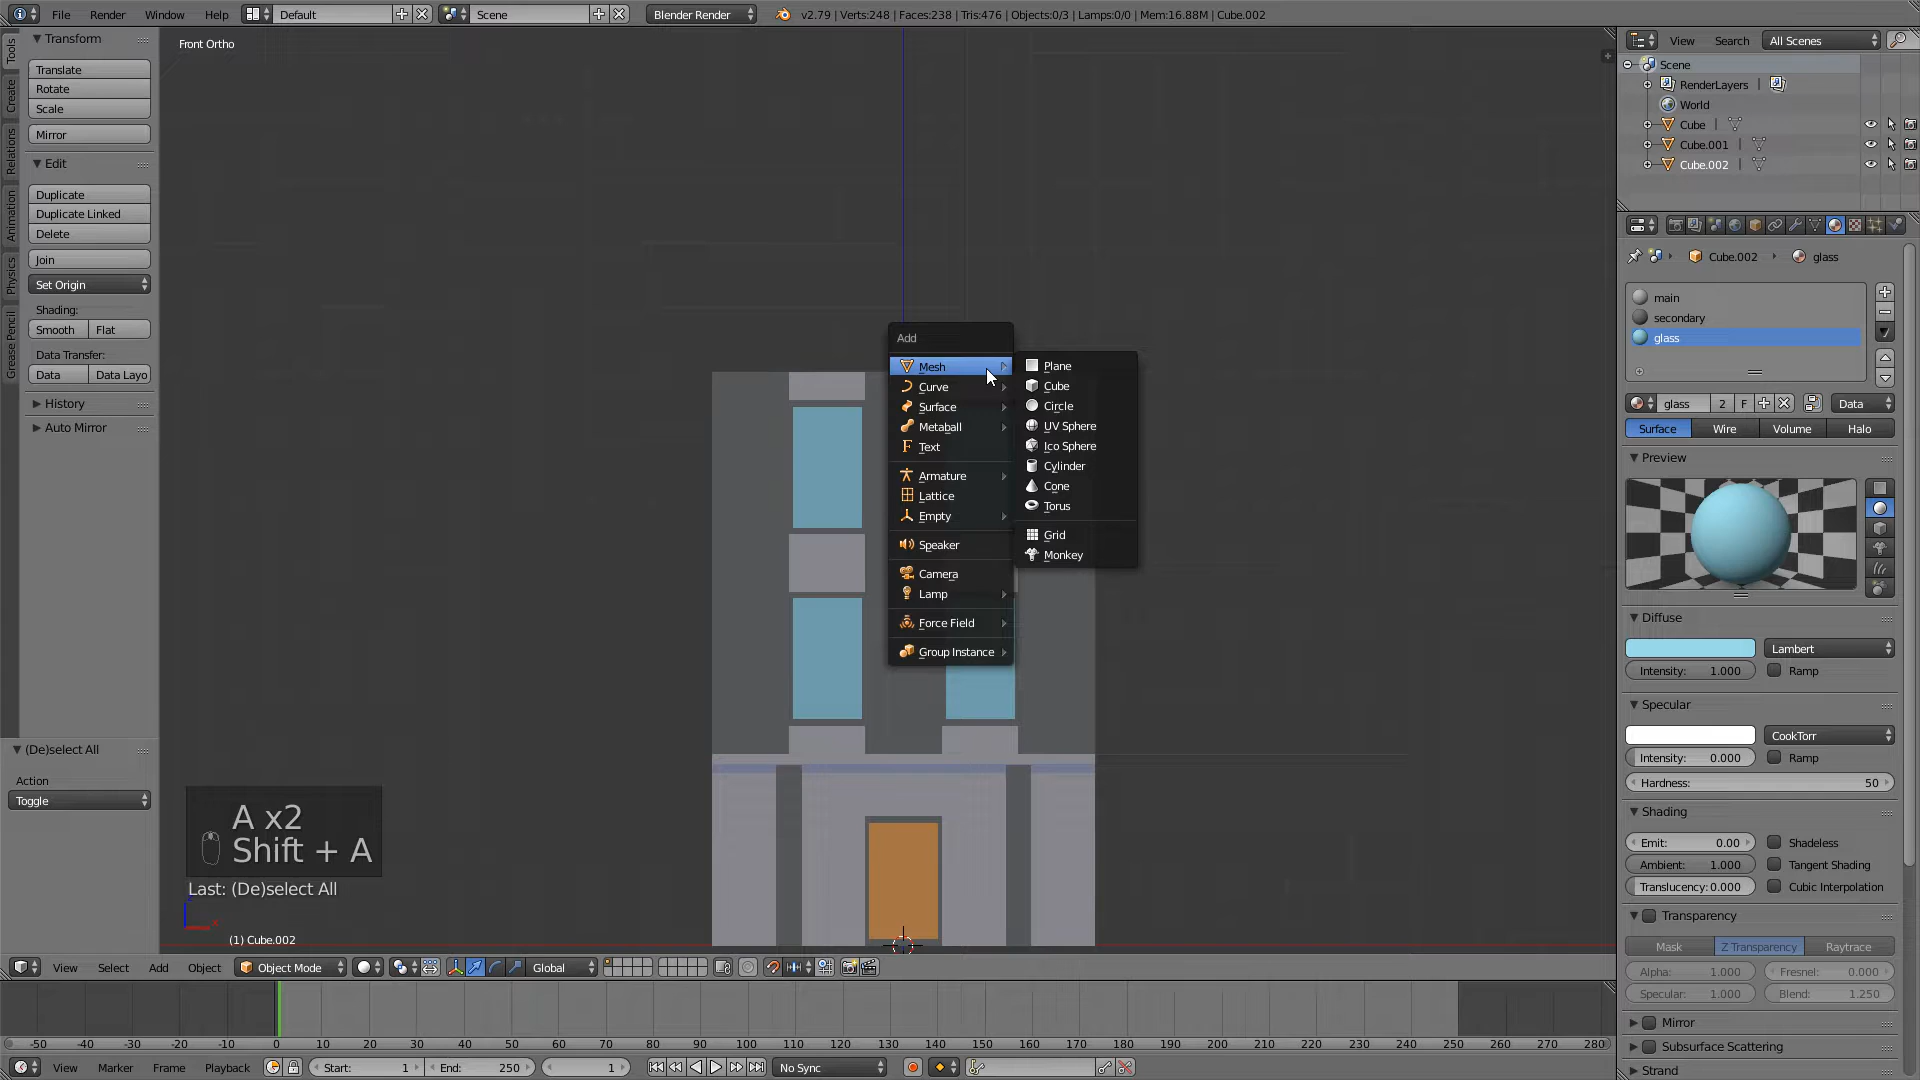 File Render Window Help Default Scene Blender Render v2.79 | Verts:248 | Faces:238 | Tris:476 | Objects:0/3 | Lamps:0/0 | Mem:16.88M | Cube.002
Tools
Create
Relations
Animation
Physics
Grease Pencil
Transform
Translate
Rotate
Scale
Mirror
Edit
Duplicate
Duplicate Linked
Delete
Join
Set Origin
Shading:
Smooth Flat
Data Transfer:
Data Data Layo
History
Auto Mirror
(De)select All
Action
Toggle
Front Ortho
Add
Mesh
Curve
Surface
Metaball
Text
Armature
Lattice
Empty
Speaker
Camera
Lamp
Force Field
Group Instance
Plane
Cube
Circle
UV Sphere
Ico Sphere
Cylinder
Cone
Torus
Grid
Monkey
A x2
Shift + A
Last: (De)select All
(1) Cube.002
View Select Add Object Object Mode Global
-50 -40 -30 -20 -10 0 10 20 30 40 50 60 70 80 90 100 110 120 130 140 150 160 170 180 190 200 210 220 230 240 250 260 270 280
View Marker Frame Playback Start: 1 End: 250 1 No Sync
View Search All Scenes
Scene
RenderLayers |
World
Cube |
Cube.001 |
Cube.002 |
Cube.002 glass
main
secondary
glass
glass 2 F Data
Surface Wire Volume Halo
Preview
Diffuse
Lambert
Intensity: 1.000 Ramp
Specular
CookTorr
Intensity: 0.000 Ramp
Hardness: 50
Shading
Emit: 0.00 Shadeless
Ambient: 1.000 Tangent Shading
Translucency: 0.000 Cubic Interpolation
Transparency
Mask Z Transparency Raytrace
Alpha: 1.000 Fresnel: 0.000
Specular: 1.000 Blend: 1.250
Mirror
Subsurface Scattering
Strand